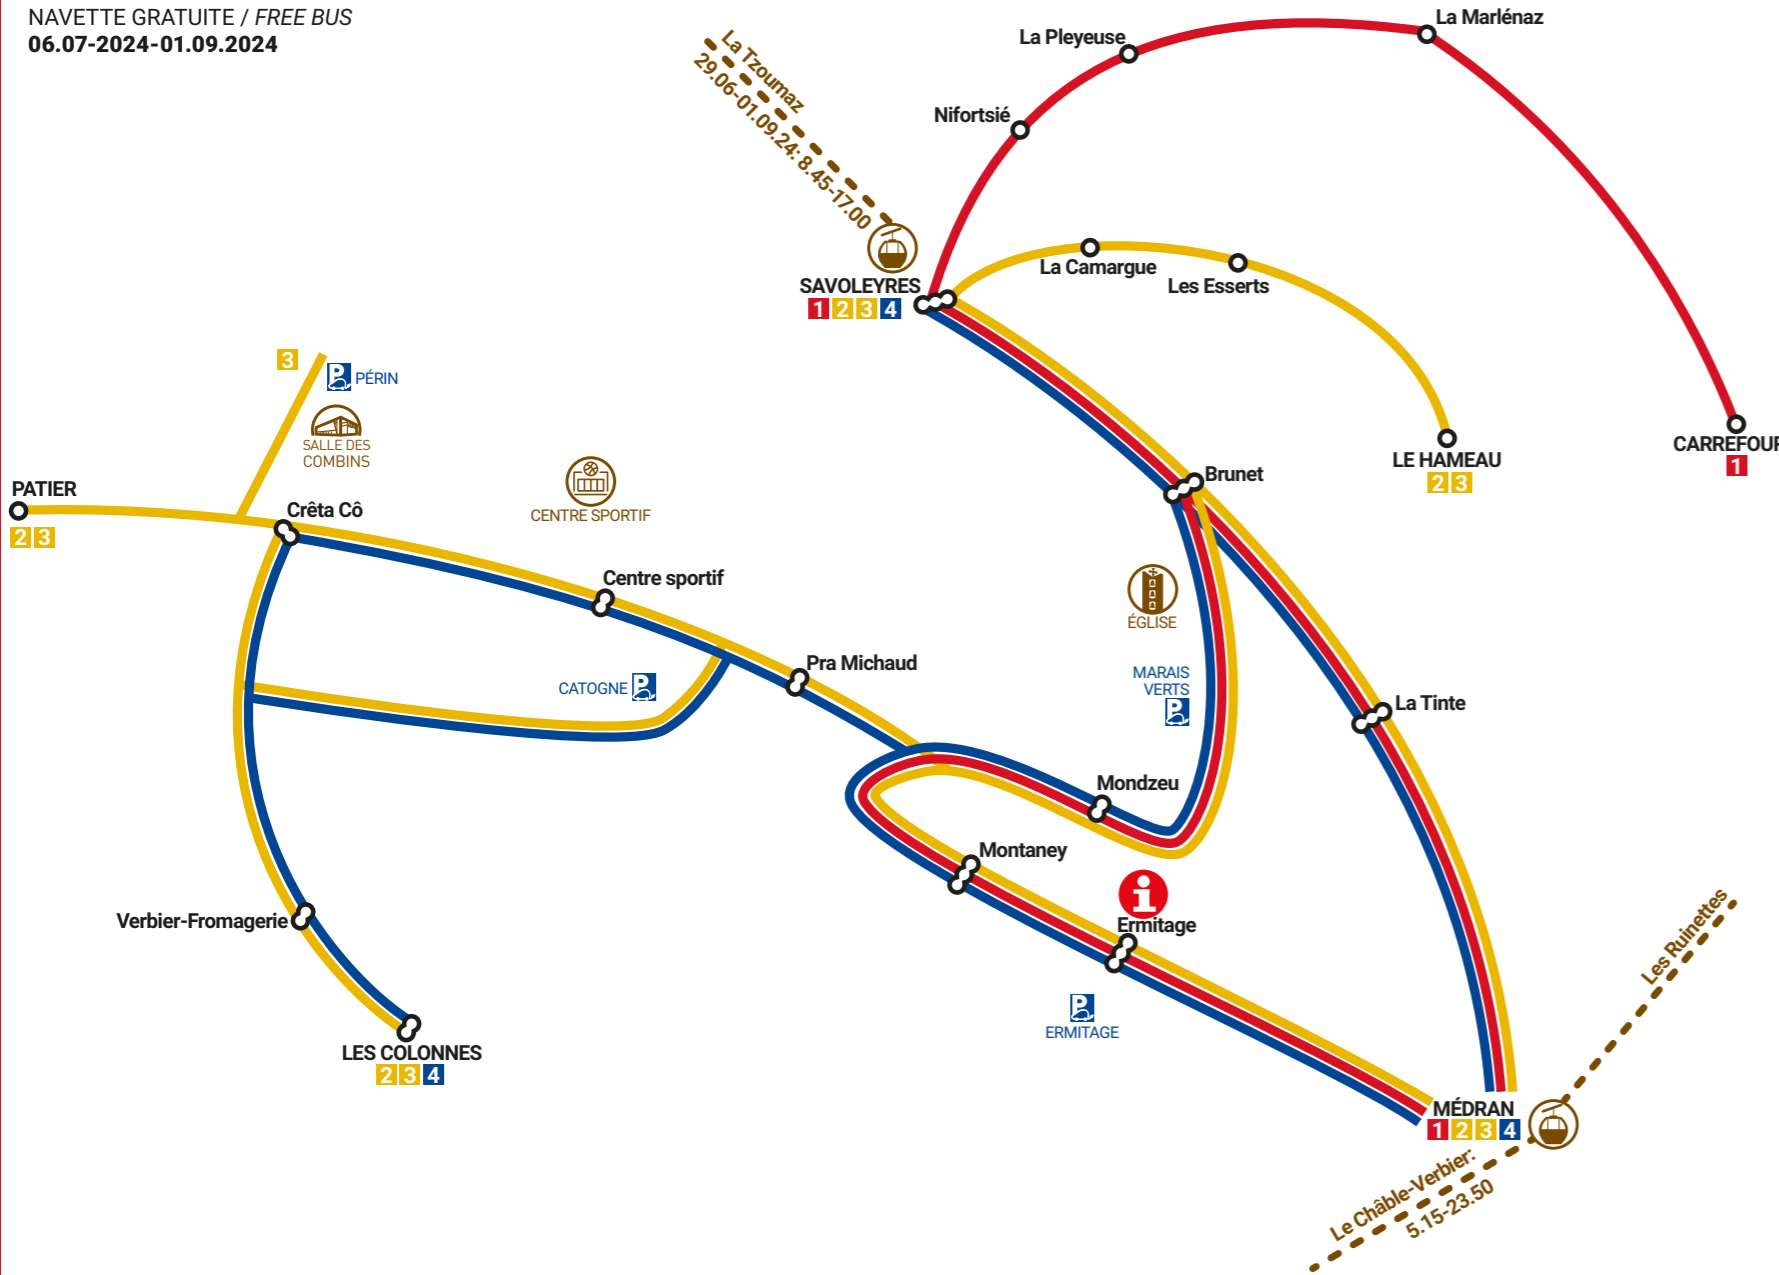 NAVETTE GRATUITE / FREE BUS
06.07-2024-01.09.2024
La Tzoumaz
29.06-01.09.24: 8.45-17.00
La Marlénaz
La Pleyeuse
Nifortsié
SAVOLEYRES
1 2 3 4
La Camargue
Les Esserts
CARREFOUR
1
LE HAMEAU
2 3
3
P PÉRIN
SALLE DES
COMBINS
PATIER
2 3
Crêta Cô
CENTRE SPORTIF
Centre sportif
Brunet
ÉGLISE
MARAIS
VERTS
P
CATOGNE P
Pra Michaud
La Tinte
Mondzeu
Montaney
i
Ermitage
P
ERMITAGE
Verbier-Fromagerie
LES COLONNES
2 3 4
Les Ruinettes
MÉDRAN
1 2 3 4
Le Châble-Verbier:
5.15-23.50